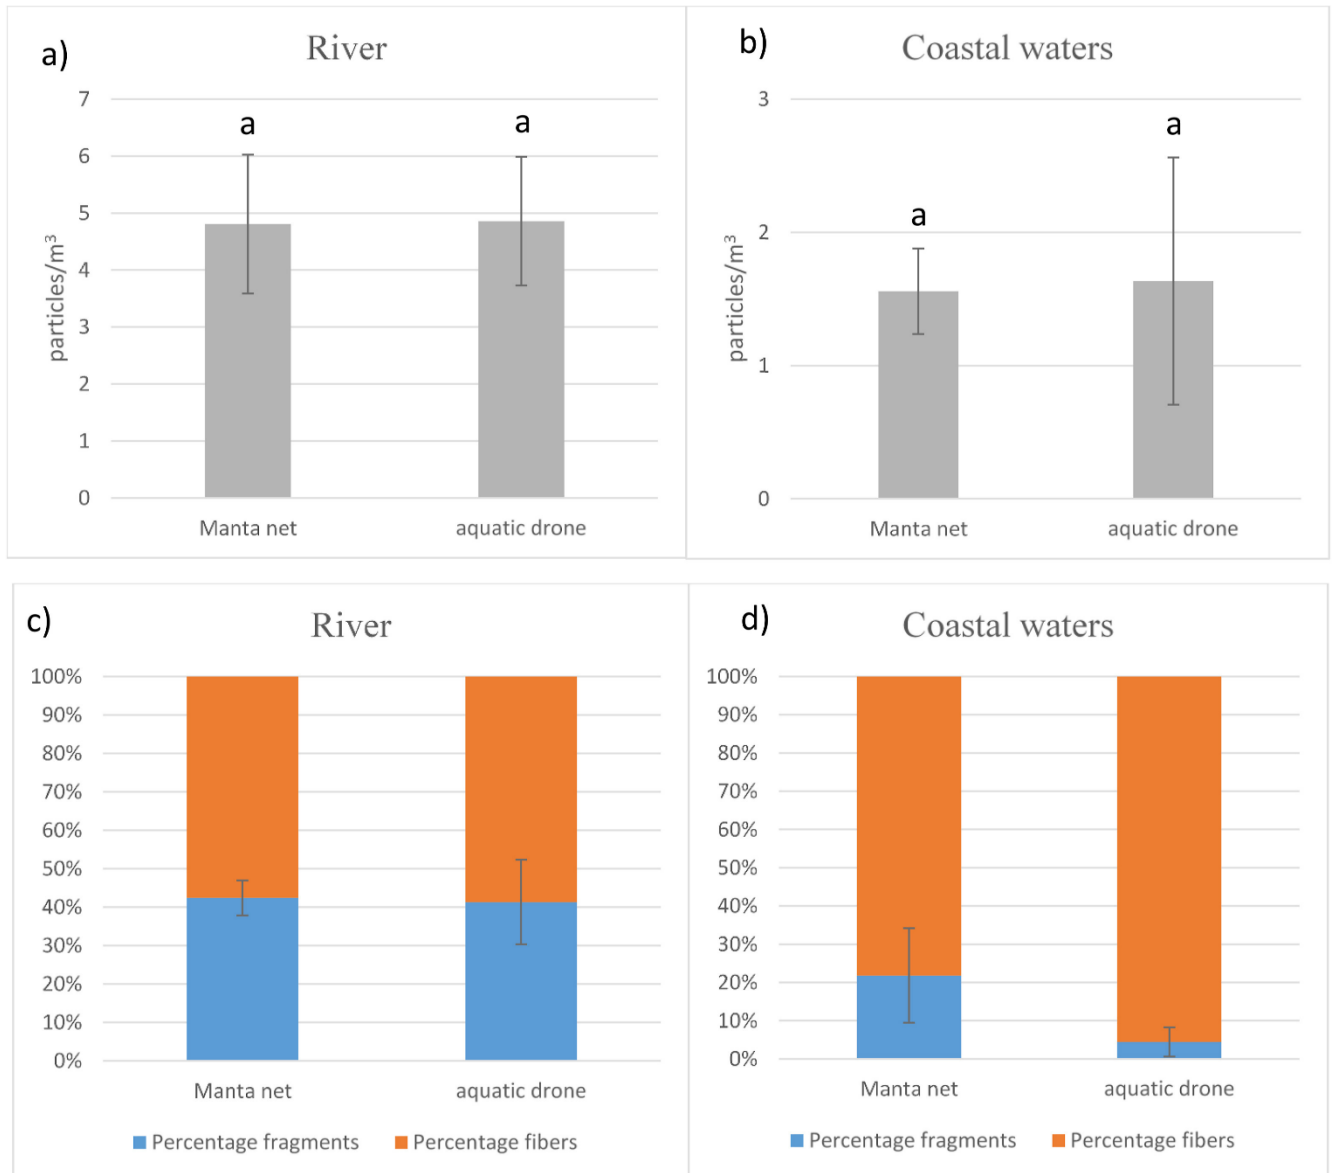 a)
River
7
6
5
4
3
2
1
0
particles/m³
a
a
Manta net
aquatic drone
b)
Coastal waters
3
2
1
0
particles/m³
a
a
Manta net
aquatic drone
c)
River
100%
90%
80%
70%
60%
50%
40%
30%
20%
10%
0%
Manta net
aquatic drone
Percentage fragments
Percentage fibers
d)
Coastal waters
100%
90%
80%
70%
60%
50%
40%
30%
20%
10%
0%
Manta net
aquatic drone
Percentage fragments
Percentage fibers